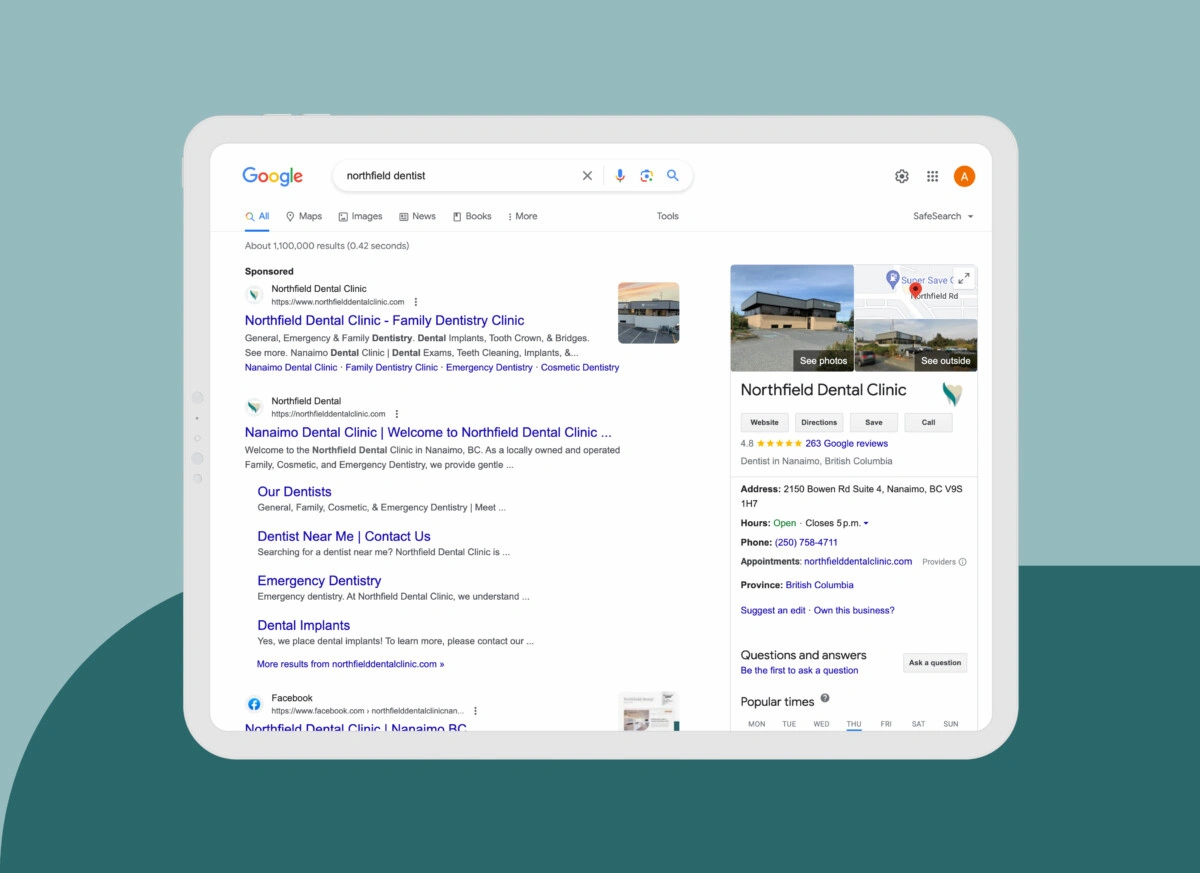 Google
northfield dentist
A
All
Maps
Images
News
Books
More
Tools
SafeSearch
About 1,100,000 results (0.42 seconds)
Sponsored
Northfield Dental Clinic
https://www.northfielddentalclinic.com
Northfield Dental Clinic - Family Dentistry Clinic
General, Emergency & Family Dentistry. Dental Implants, Tooth Crown, & Bridges.
See more. Nanaimo Dental Clinic | Dental Exams, Teeth Cleaning, Implants, &...
Nanaimo Dental Clinic · Family Dentistry Clinic · Emergency Dentistry · Cosmetic Dentistry
Northfield Dental
https://northfielddentalclinic.com
Nanaimo Dental Clinic | Welcome to Northfield Dental Clinic ...
Welcome to the Northfield Dental Clinic in Nanaimo, BC. As a locally owned and operated
Family, Cosmetic, and Emergency Dentistry, we provide gentle ...
Our Dentists
General, Family, Cosmetic, & Emergency Dentistry | Meet ...
Dentist Near Me | Contact Us
Searching for a dentist near me? Northfield Dental Clinic is ...
Emergency Dentistry
Emergency dentistry. At Northfield Dental Clinic, we understand ...
Dental Implants
Yes, we place dental implants! To learn more, please contact our ...
More results from northfielddentalclinic.com »
Facebook
https://www.facebook.com › northfielddentalclinicnan...
Northfield Dental Clinic | Nanaimo BC
Super Save G
Northfield Rd
See photos
See outside
Northfield Dental Clinic
Website
Directions
Save
Call
4.8 ★★★★★ 263 Google reviews
Dentist in Nanaimo, British Columbia
Address: 2150 Bowen Rd Suite 4, Nanaimo, BC V9S
1H7
Hours: Open · Closes 5 p.m.
Phone: (250) 758-4711
Appointments: northfielddentalclinic.com Providers
Province: British Columbia
Suggest an edit · Own this business?
Questions and answers
Be the first to ask a question
Ask a question
Popular times
MON TUE WED THU FRI SAT SUN